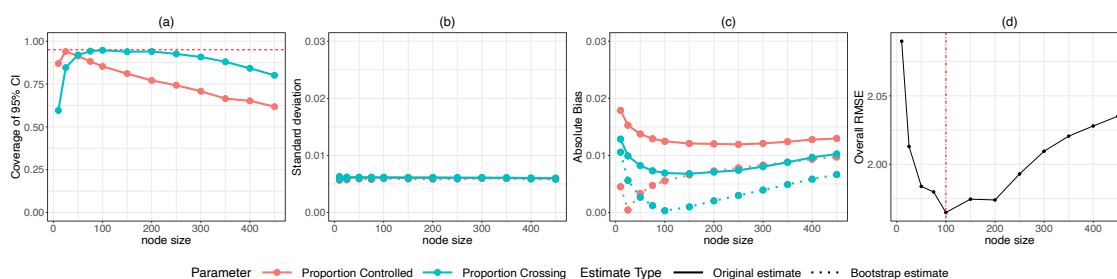 (a)
Coverage of 95% CI
1.00
0.75
0.50
0.25
0.00
0 100 200 300 400
node size
(b)
Standard deviation
0.03
0.02
0.01
0.00
0 100 200 300 400
node size
(c)
Absolute Bias
0.03
0.02
0.01
0.00
0 100 200 300 400
node size
(d)
Overall RMSE
2.05
2.00
0 100 200 300 400
node size
Parameter Proportion Controlled Proportion Crossing Estimate Type Original estimate Bootstrap estimate